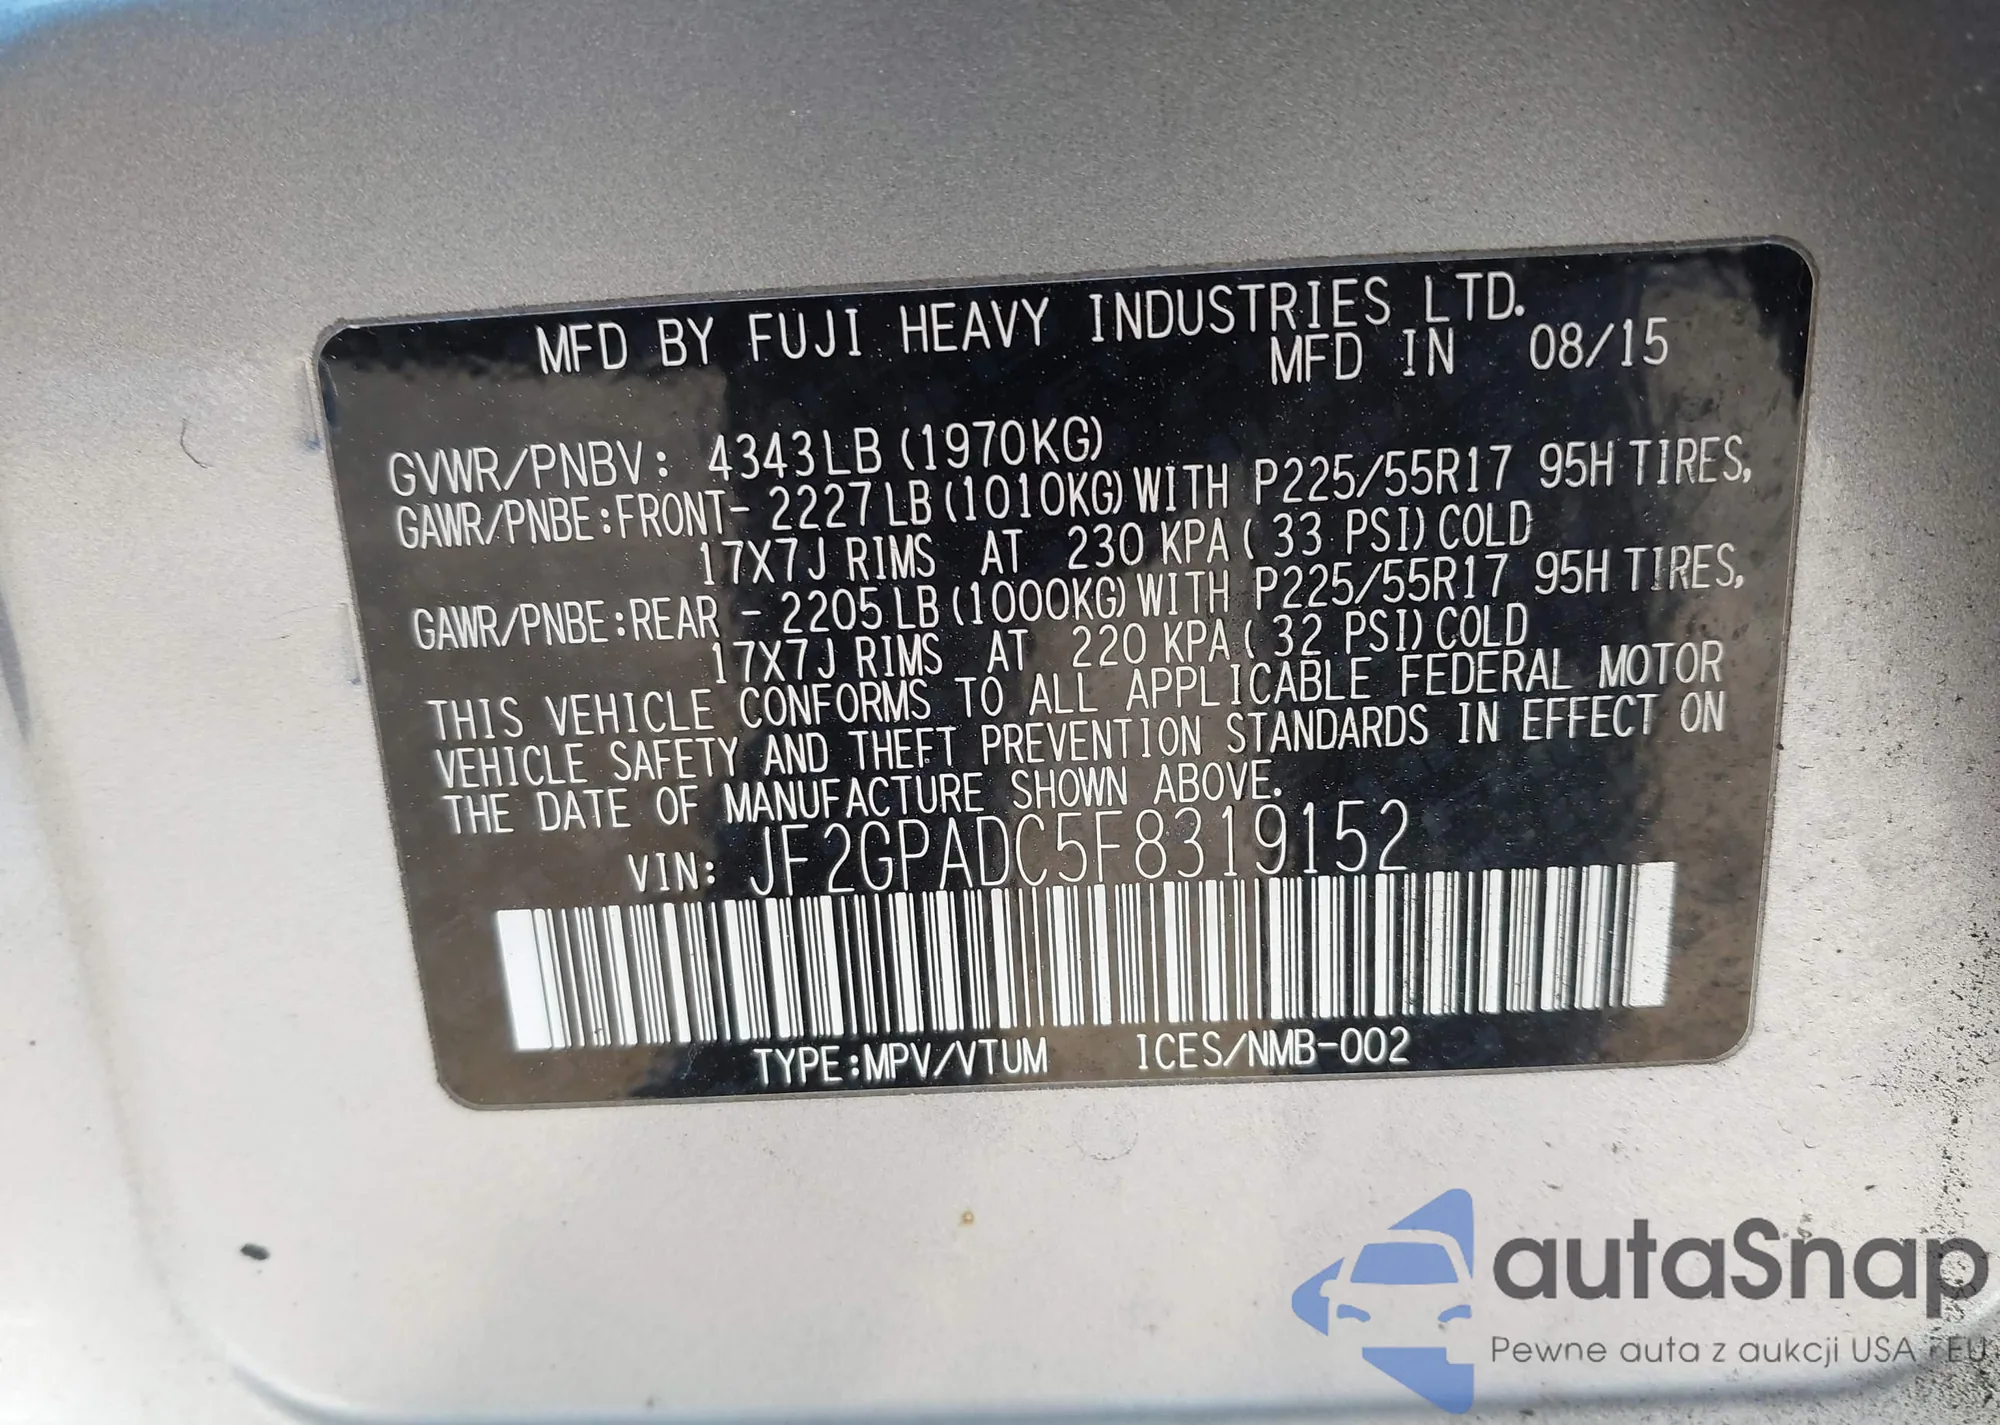 MFD BY FUJI HEAVY INDUSTRIES LTD.
MFD IN 08/15
GVWR/PNBV: 4343LB (1970KG)
GAWR/PNBE:FRONT- 2227LB (1010KG) WITH P225/55R17 95H TIRES,
17X7J RIMS AT 230 KPA ( 33 PSI) COLD
GAWR/PNBE:REAR - 2205LB (1000KG) WITH P225/55R17 95H TIRES,
17X7J RIMS AT 220 KPA ( 32 PSI) COLD
THIS VEHICLE CONFORMS TO ALL APPLICABLE FEDERAL MOTOR
VEHICLE SAFETY AND THEFT PREVENTION STANDARDS IN EFFECT ON
THE DATE OF MANUFACTURE SHOWN ABOVE.
VIN: JF2GPADC5F8319152
TYPE:MPV/VTUM ICES/NMB-002
autaSnap
Pewne auta z aukcji USA i EU